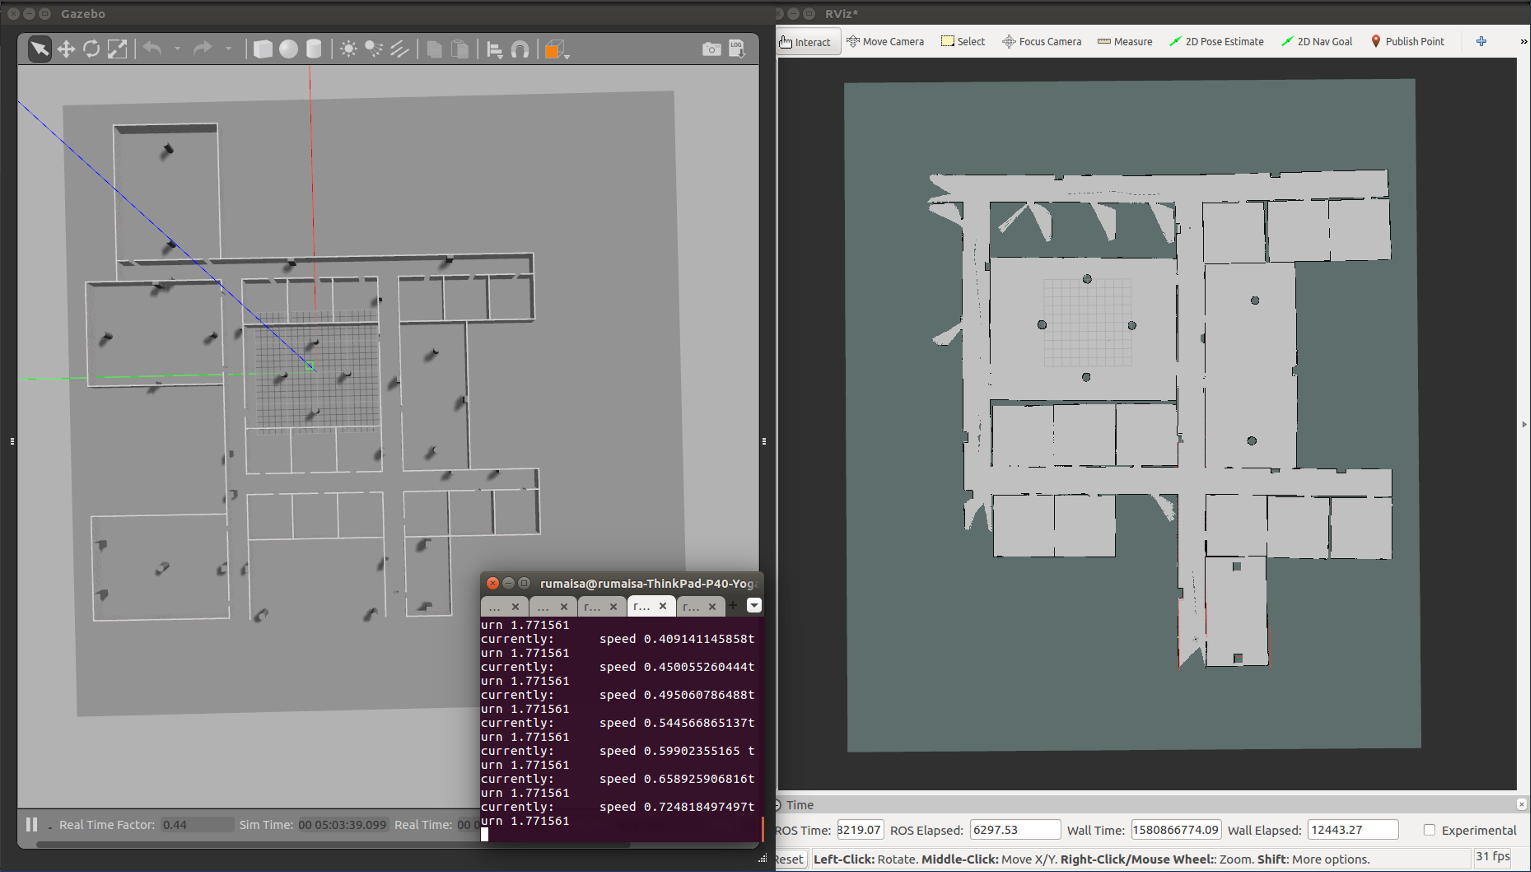 Gazebo
RViz*
Interact Move Camera Select Focus Camera Measure 2D Pose Estimate 2D Nav Goal Publish Point »
LOG
rumaisa@rumaisa-ThinkPad-P40-Yoga
... × ... × r... × r... × r... × +
urn 1.771561
currently: speed 0.409141145858t
urn 1.771561
currently: speed 0.450055260444t
urn 1.771561
currently: speed 0.495060786488t
urn 1.771561
currently: speed 0.544566865137t
urn 1.771561
currently: speed 0.59902355165 t
urn 1.771561
currently: speed 0.658925906816t
urn 1.771561
currently: speed 0.724818497497t
urn 1.771561
Real Time Factor: 0.44 Sim Time: 00 05:03:39.099 Real Time: 00
Time
ROS Time: 8219.07 ROS Elapsed: 6297.53 Wall Time: 1580866774.09 Wall Elapsed: 12443.27 Experimental
Reset Left-Click: Rotate. Middle-Click: Move X/Y. Right-Click/Mouse Wheel:: Zoom. Shift: More options. 31 fps